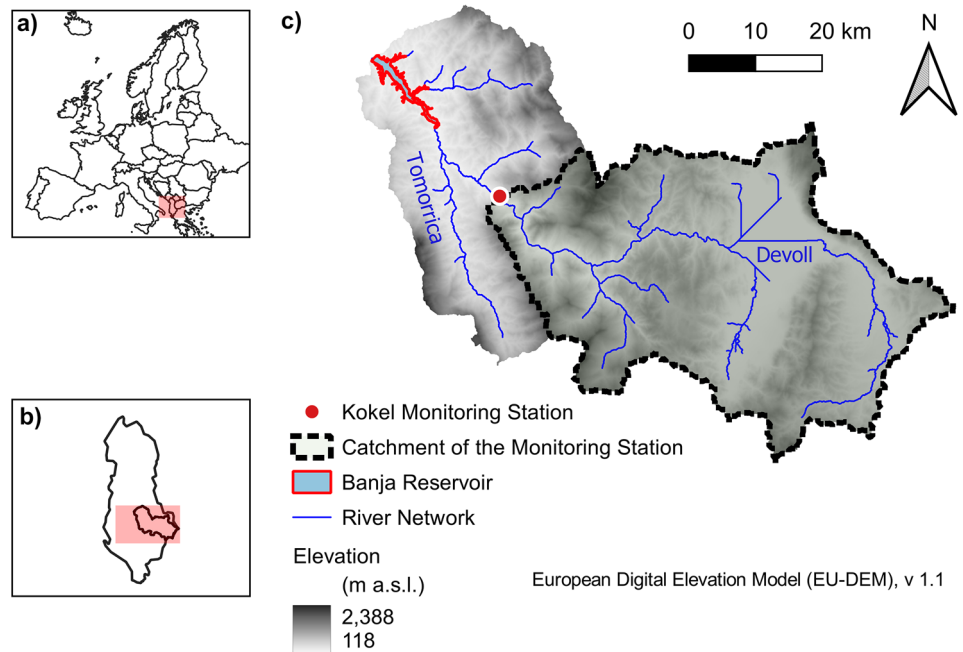 a)
c)
0 10 20 km
N
Tomorrica
Devoll
b)
Kokel Monitoring Station
Catchment of the Monitoring Station
Banja Reservoir
River Network
Elevation
(m a.s.l.)
2,388
118
European Digital Elevation Model (EU-DEM), v 1.1